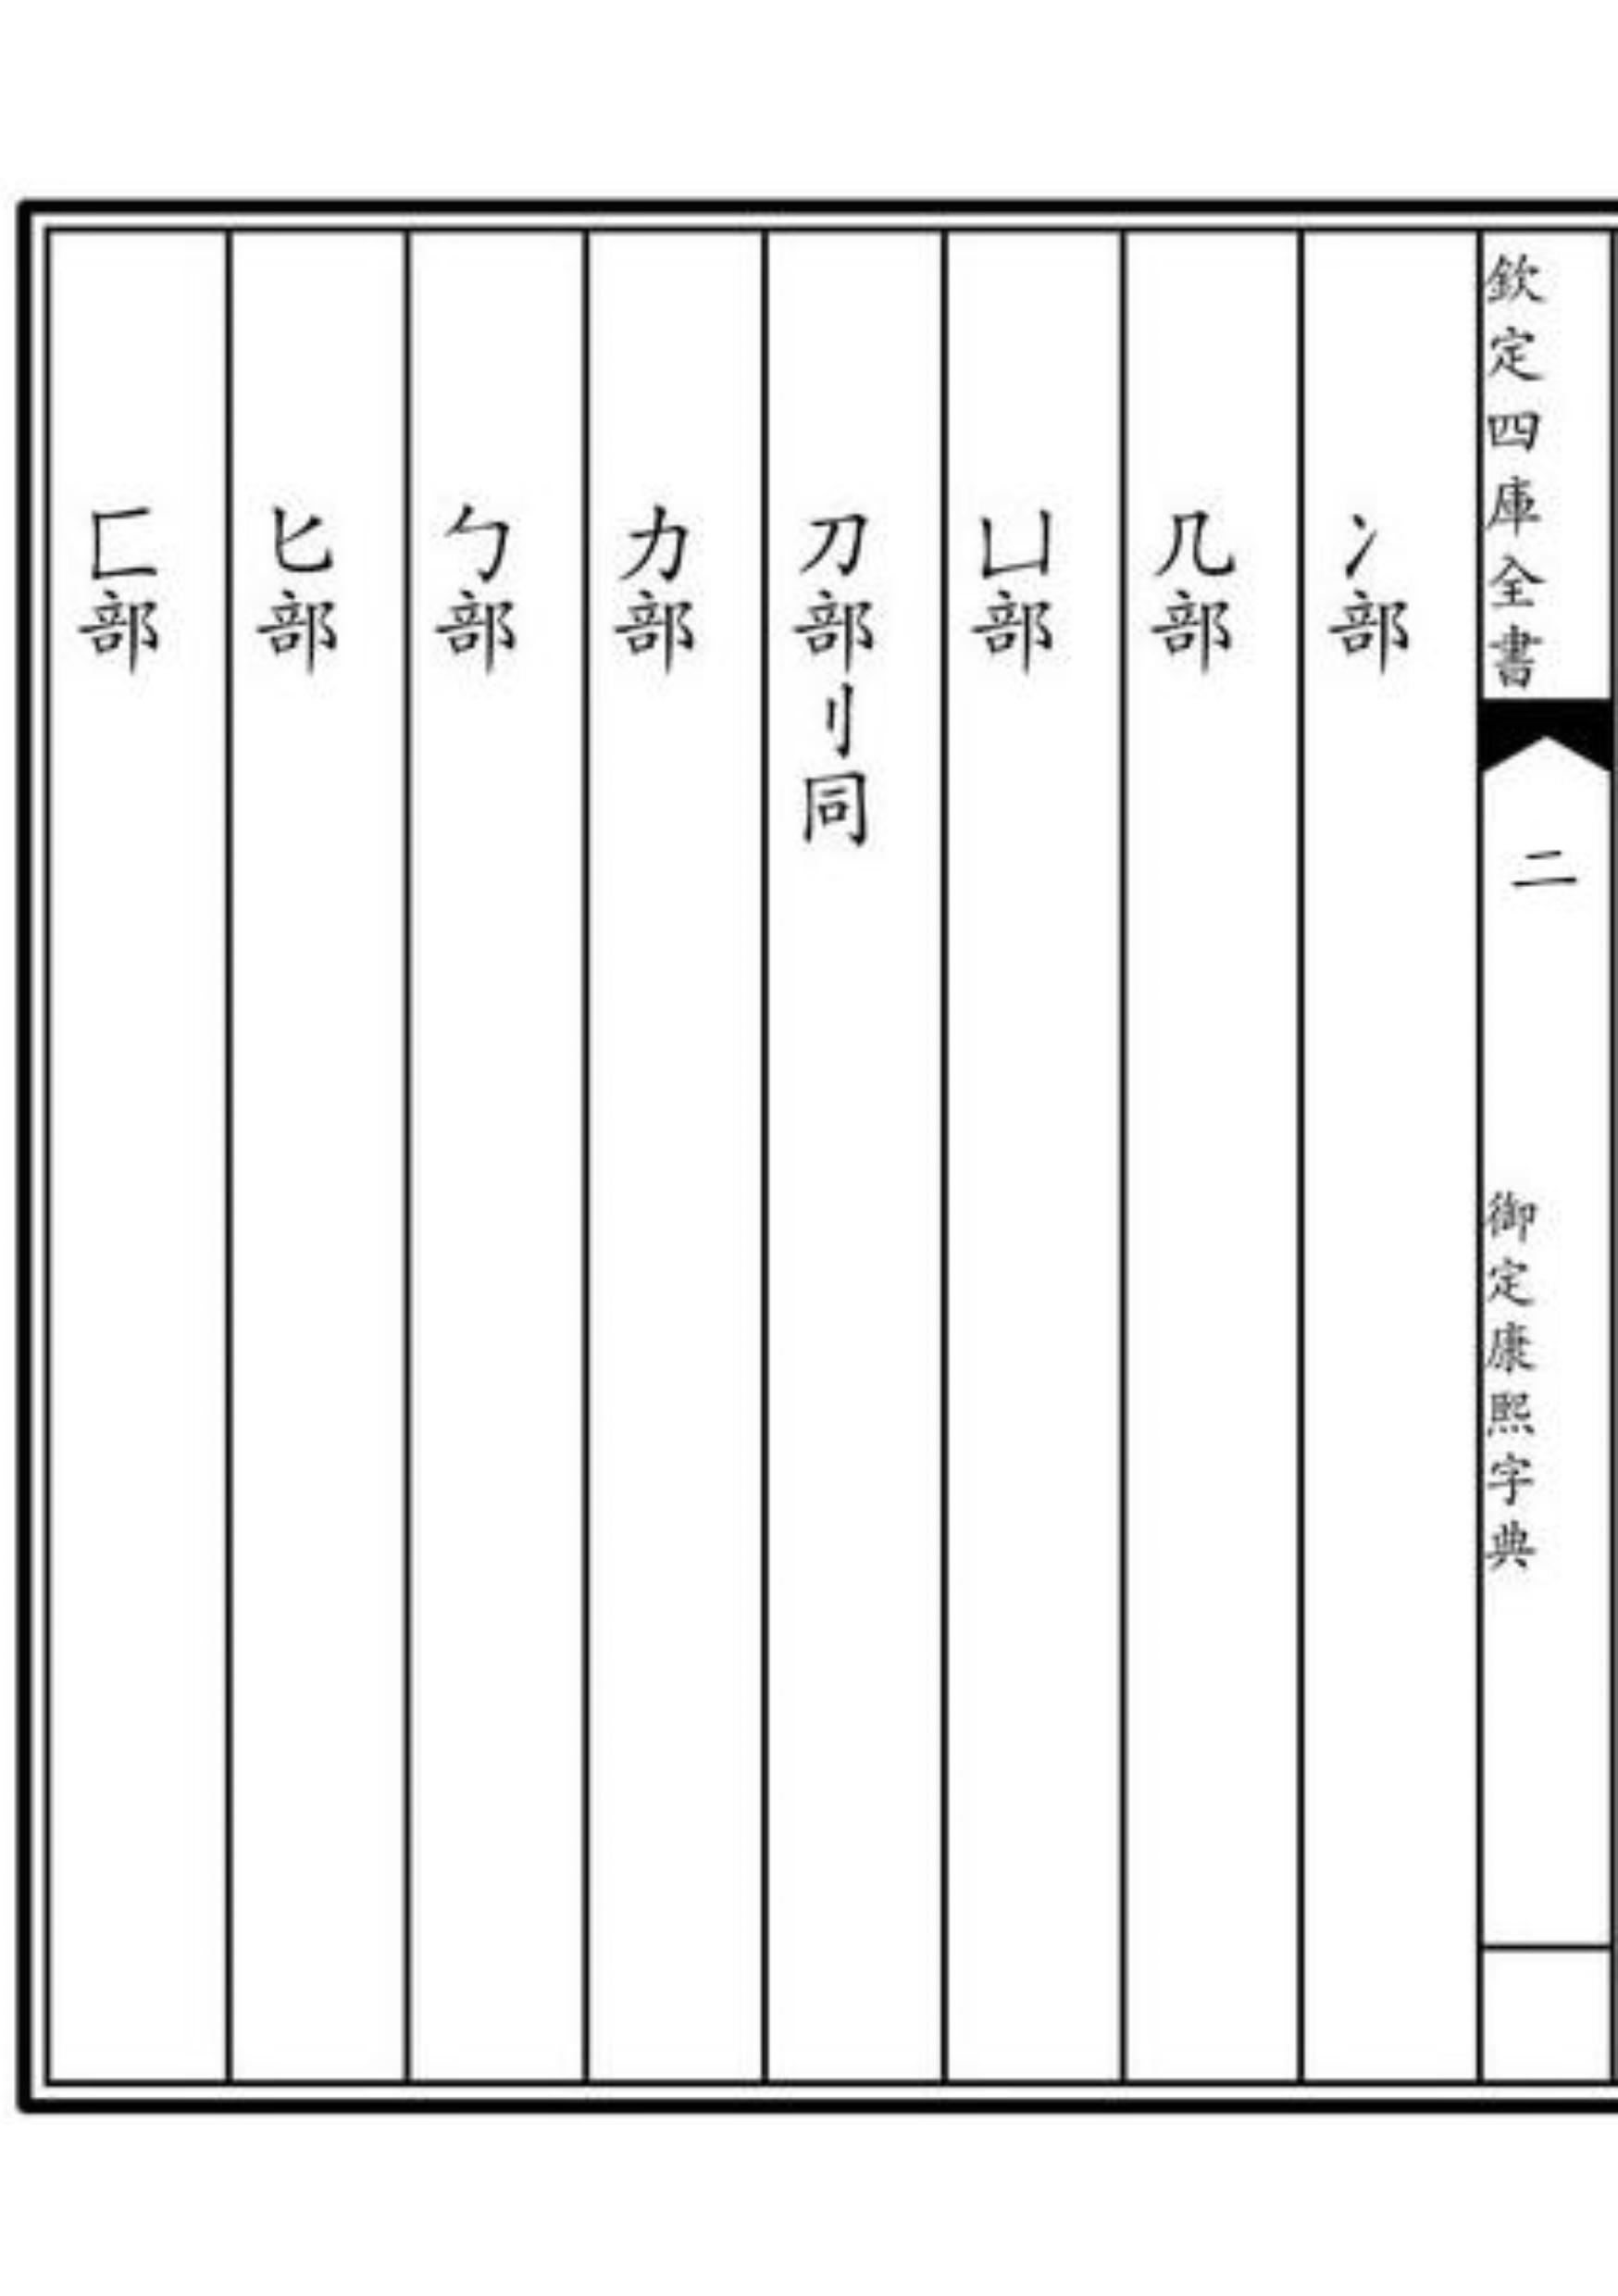 欽定四庫全書
二
御定康熙字典
冫部
几部
凵部
刀部刂同
力部
勹部
匕部
匚部